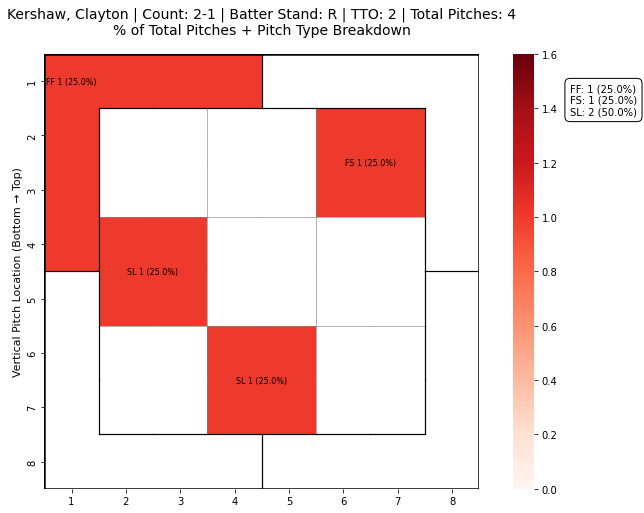 Kershaw, Clayton | Count: 2-1 | Batter Stand: R | TTO: 2 | Total Pitches: 4
% of Total Pitches + Pitch Type Breakdown
Vertical Pitch Location (Bottom → Top)
1
2
3
4
5
6
7
8
FF 1 (25.0%)
FS 1 (25.0%)
SL 1 (25.0%)
SL 1 (25.0%)
1 2 3 4 5 6 7 8
1.6
1.4
1.2
1.0
0.8
0.6
0.4
0.2
0.0
FF: 1 (25.0%)
FS: 1 (25.0%)
SL: 2 (50.0%)